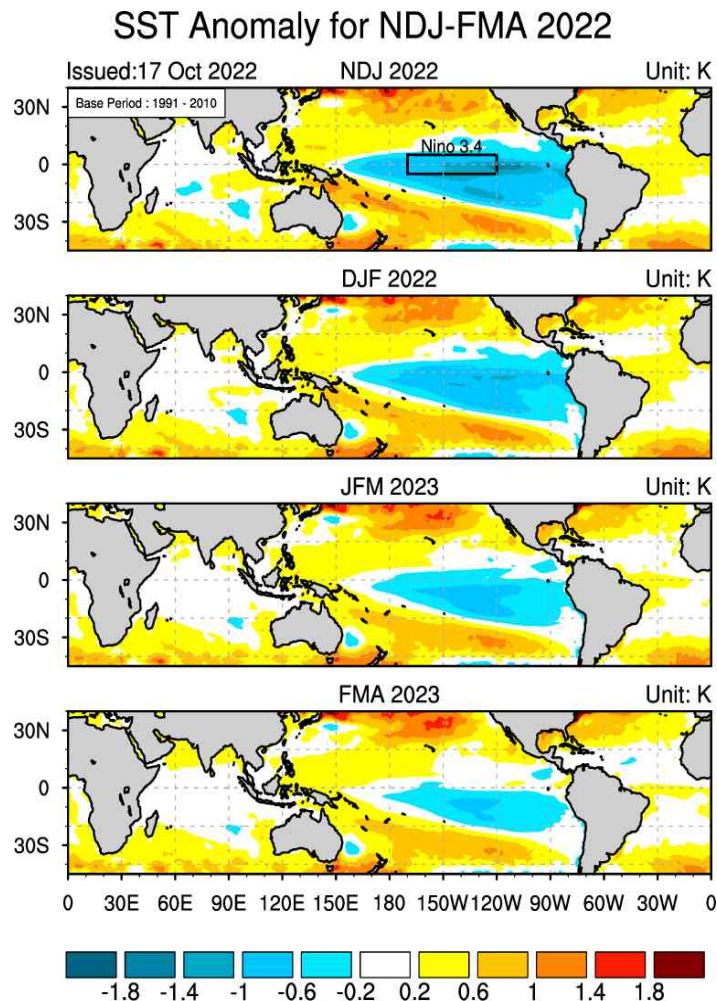 SST Anomaly for NDJ-FMA 2022
Issued:17 Oct 2022 NDJ 2022 Unit: K
Base Period : 1991 - 2010
30N
Nino 3.4
0
30S
DJF 2022 Unit: K
30N
0
30S
JFM 2023 Unit: K
30N
0
30S
FMA 2023 Unit: K
30N
0
30S
0 30E 60E 90E 120E 150E 180 150W 120W 90W 60W 30W 0
-1.8 -1.4 -1 -0.6 -0.2 0.2 0.6 1 1.4 1.8